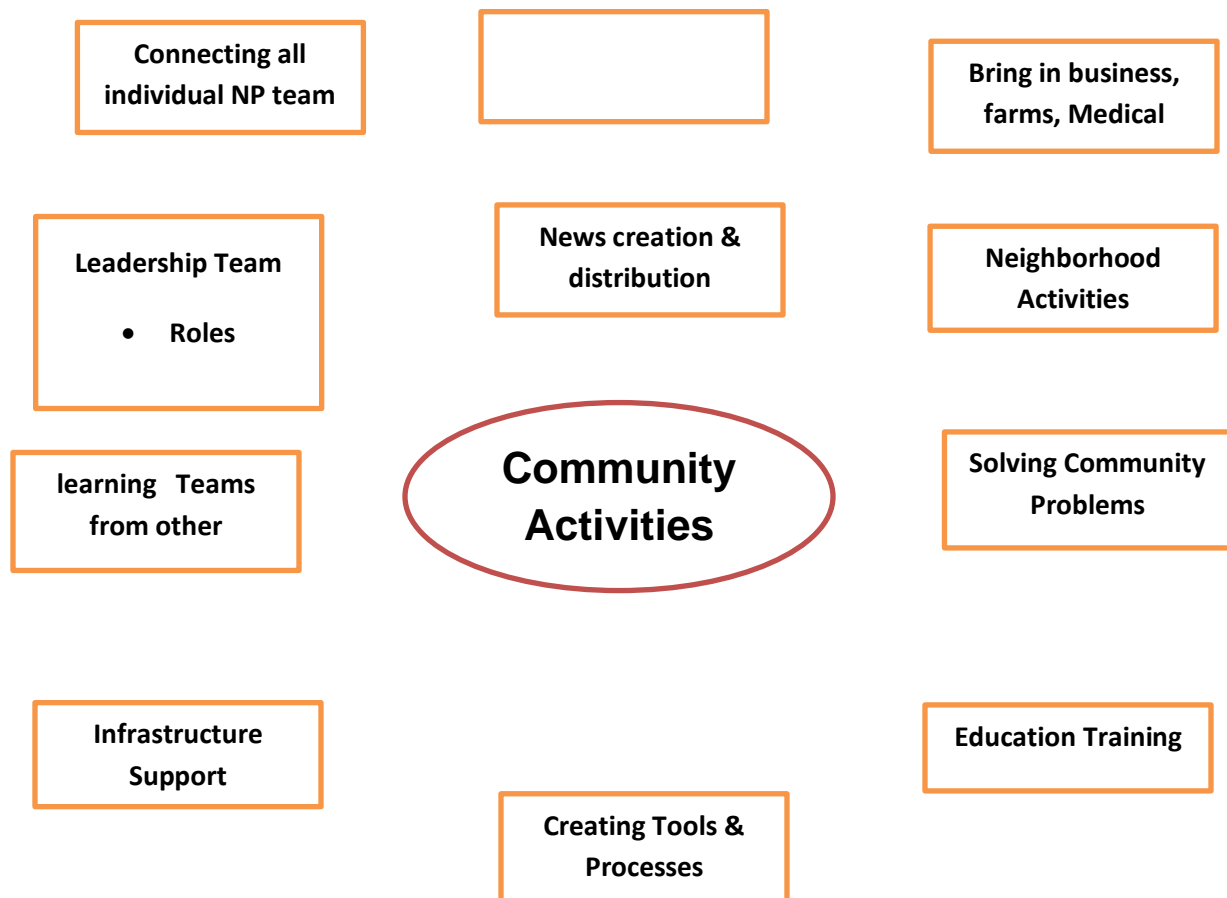 Connecting all
individual NP team
Bring in business,
farms, Medical
Leadership Team
• Roles
News creation &
distribution
Neighborhood
Activities
learning Teams
from other
Community
Activities
Solving Community
Problems
Infrastructure
Support
Education Training
Creating Tools &
Processes